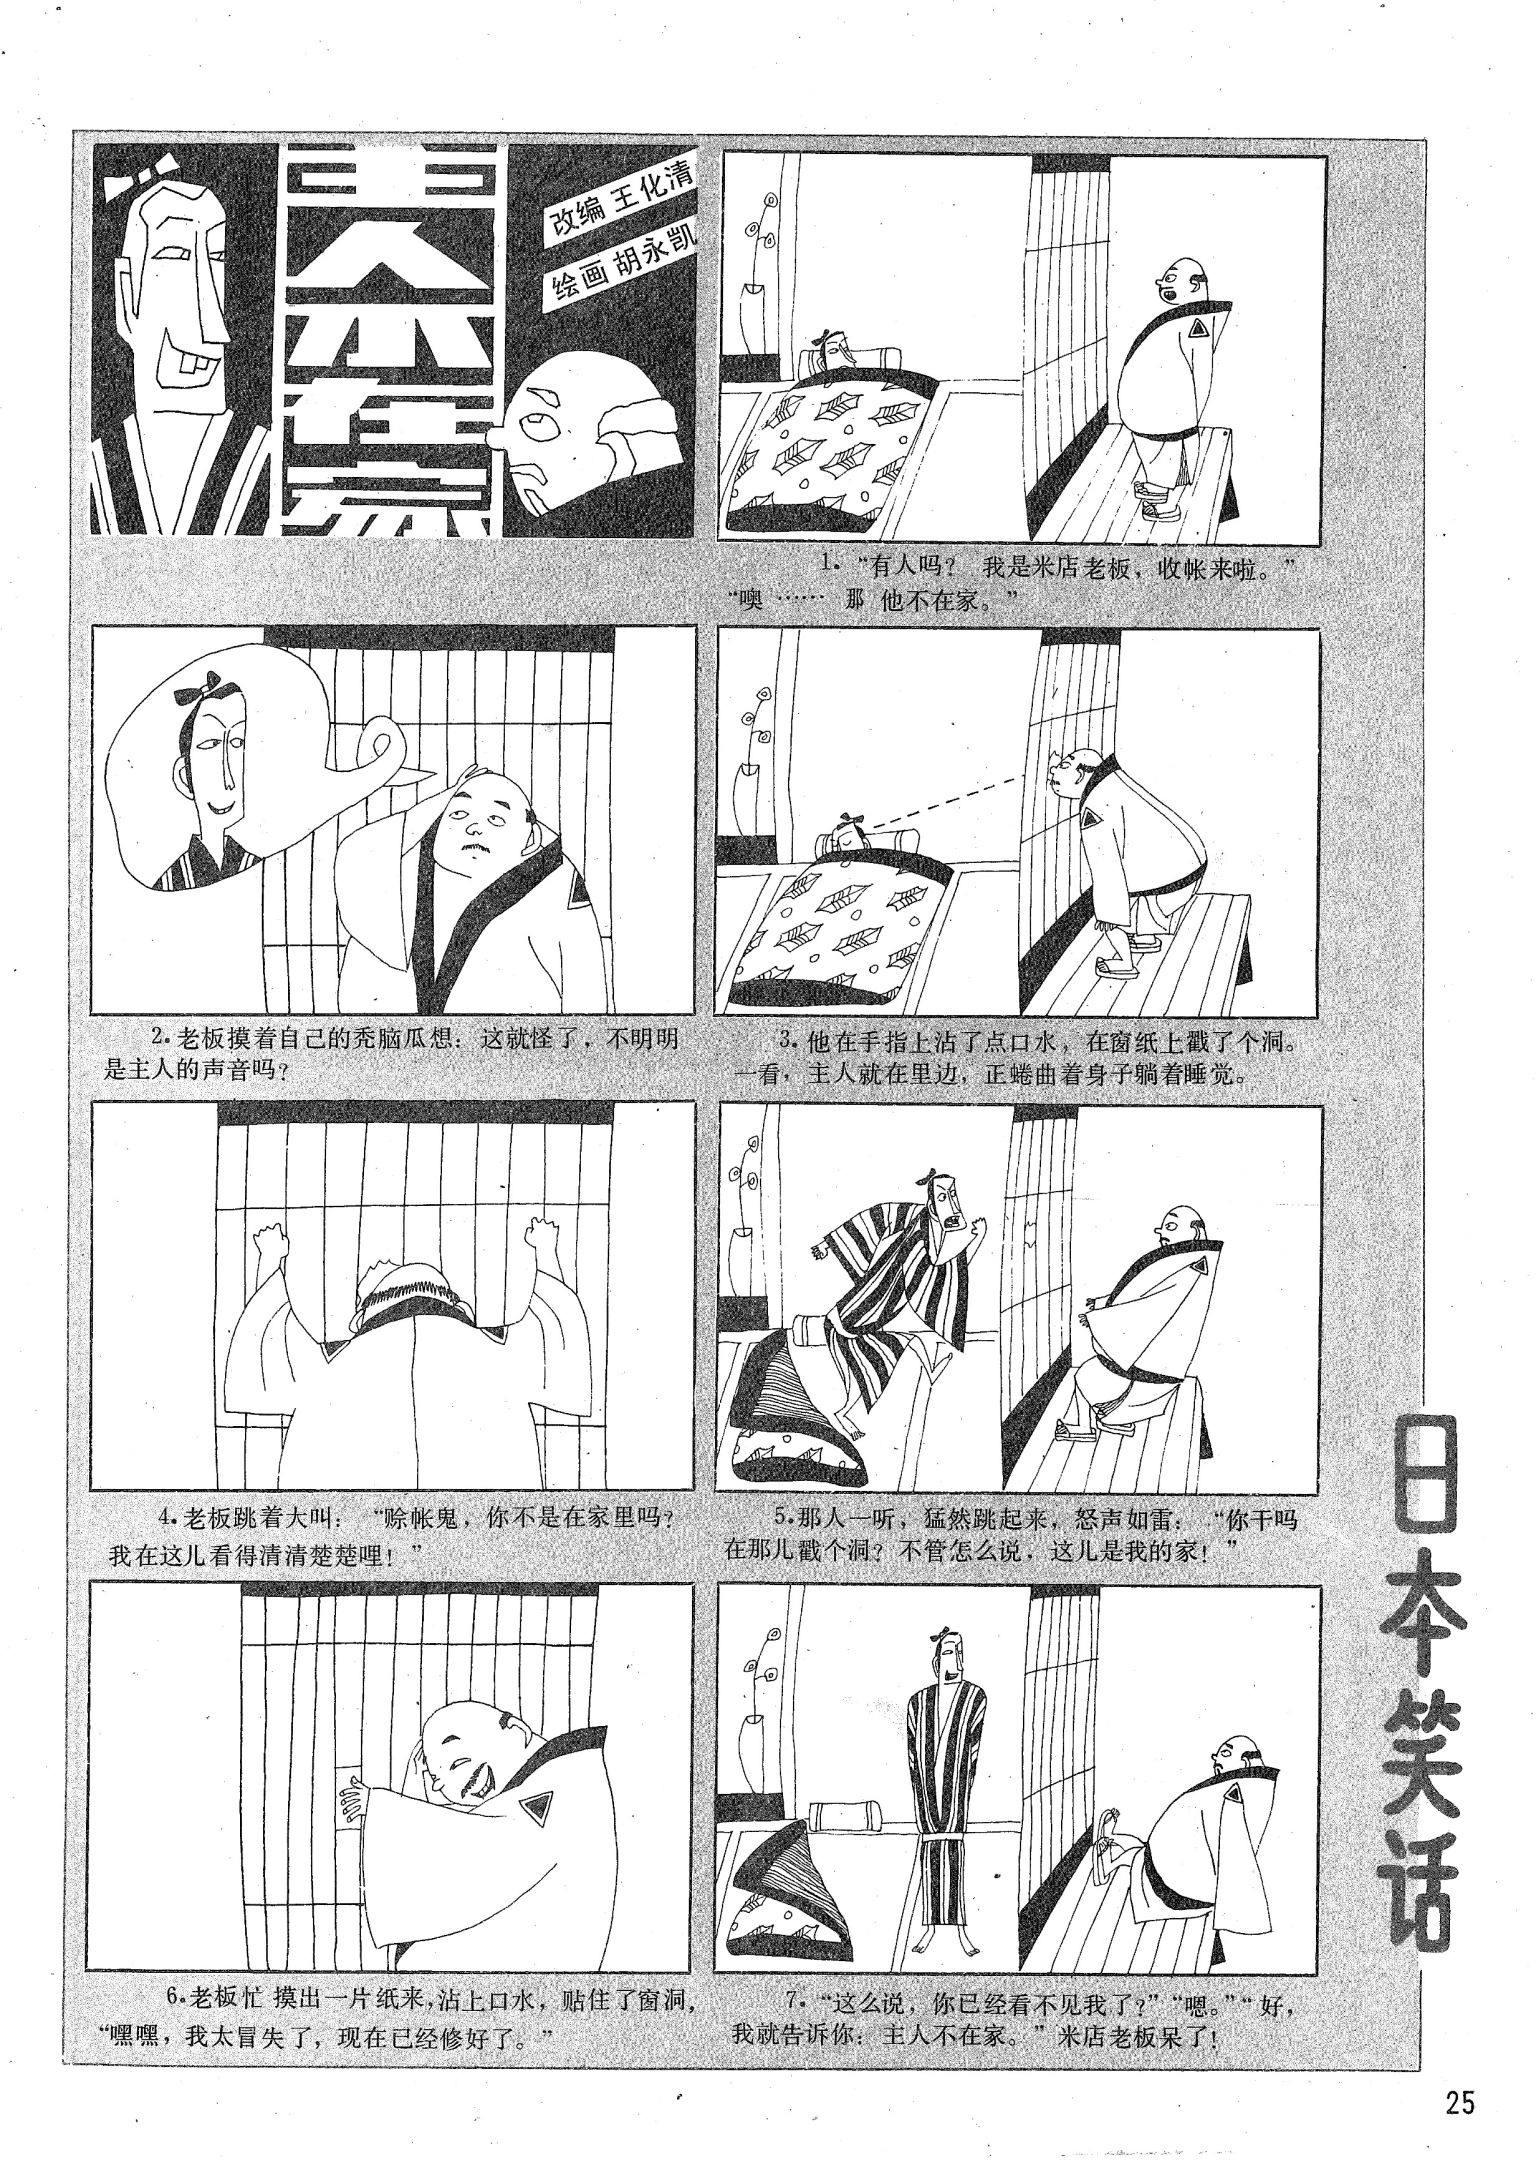 夫不在家
改编 王化清
绘画 胡永凯
1. “有人吗？ 我是米店老板，收帐来啦。”
“噢…… 那 他不在家。”
2. 老板摸着自己的秃脑瓜想：这就怪了，不明明
是主人的声音吗？
3. 他在手指上沾了点口水，在窗纸上戳了个洞。
一看，主人就在里边，正蜷曲着身子躺着睡觉。
4. 老板跳着大叫：“赊帐鬼，你不是在家里吗？
我在这儿看得清清楚楚哩！”
5. 那人一听，猛然跳起来，怒声如雷：“你干吗
在那儿戳个洞？不管怎么说，这儿是我的家！”
6. 老板忙 摸出一片纸来，沾上口水，贴住了窗洞，
“嘿嘿，我太冒失了，现在已经修好了。”
7. “这么说，你已经看不见我了？”“嗯。”“好，
我就告诉你：主人不在家。”米店老板呆了！
日本笑话
25